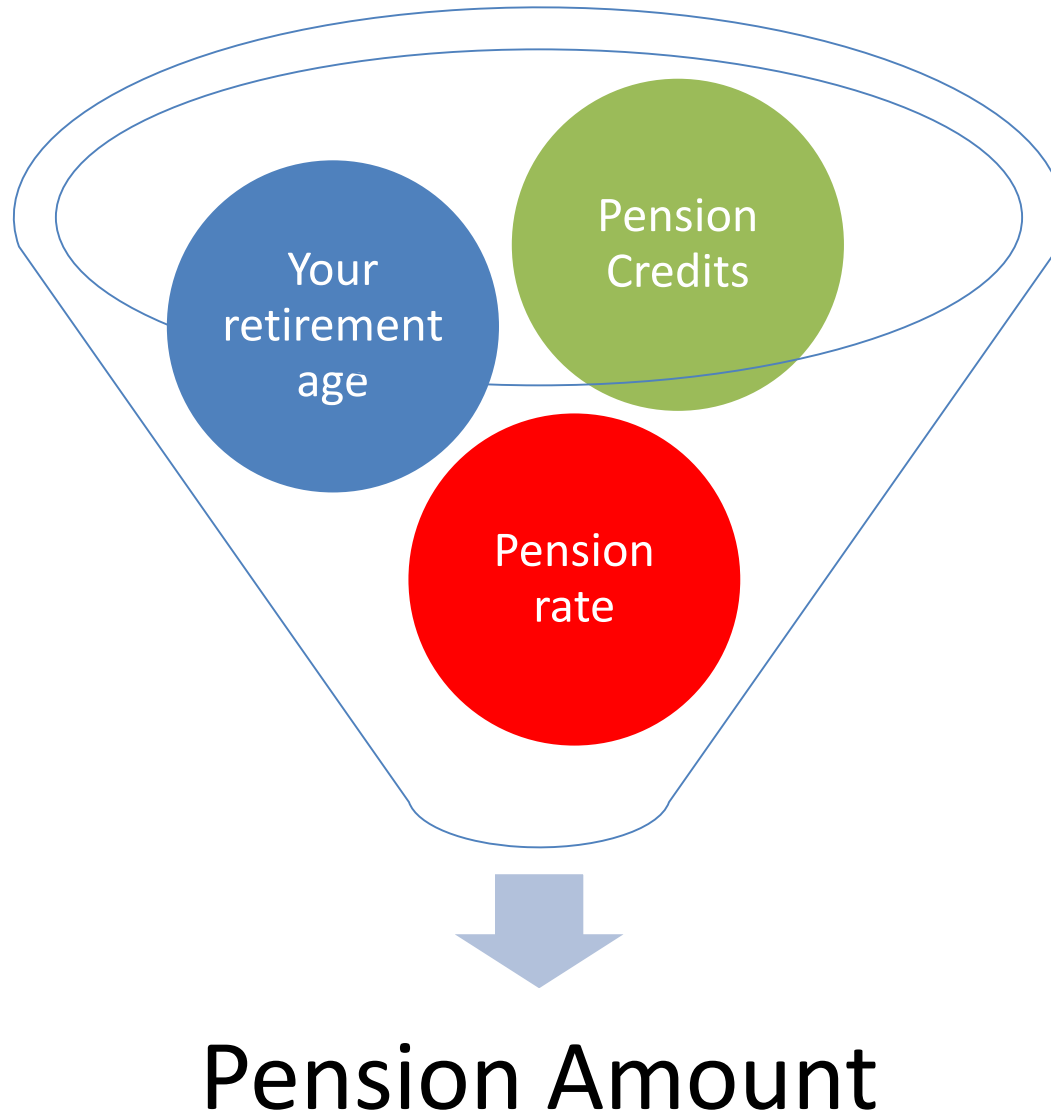 Your
retirement
age
Pension
Credits
Pension
rate
Pension Amount